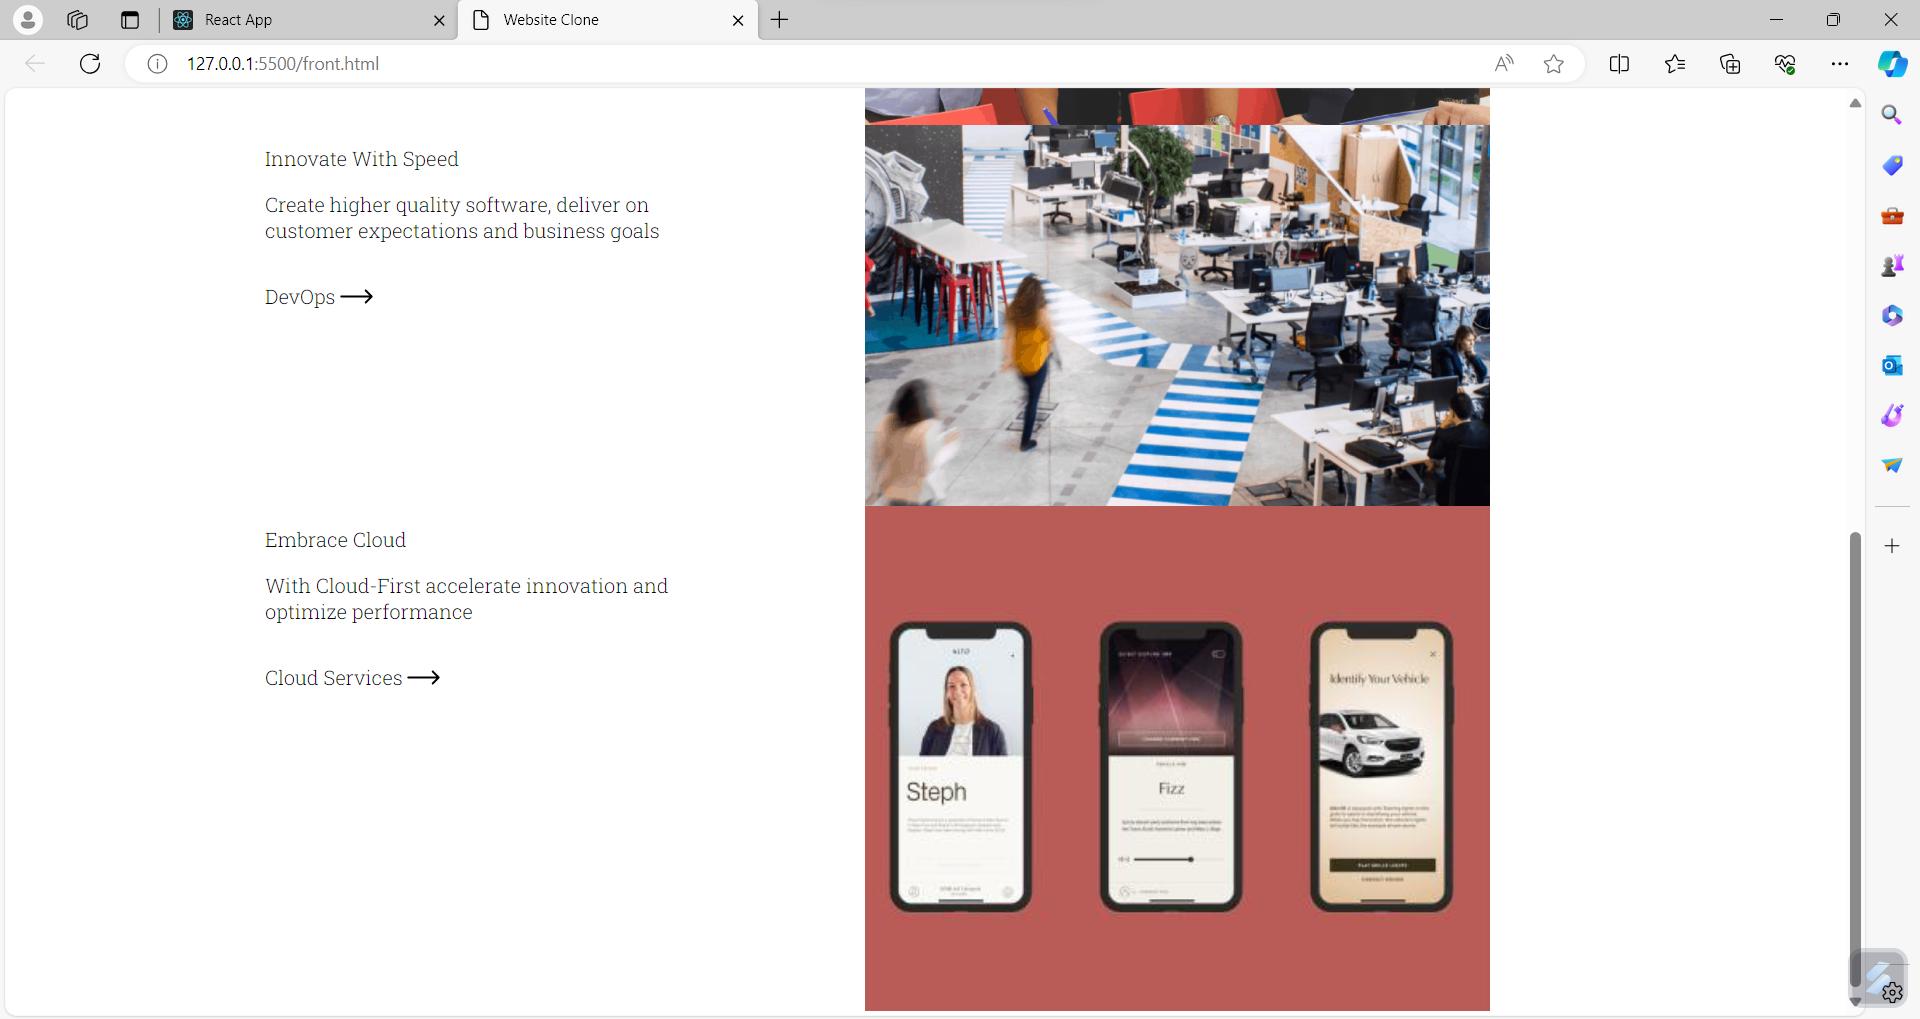 React App
Website Clone
127.0.0.1:5500/front.html
Innovate With Speed
Create higher quality software, deliver on
customer expectations and business goals
DevOps
Embrace Cloud
With Cloud-First accelerate innovation and
optimize performance
Cloud Services
ALTO
Steph
Fizz
Identify Your Vehicle